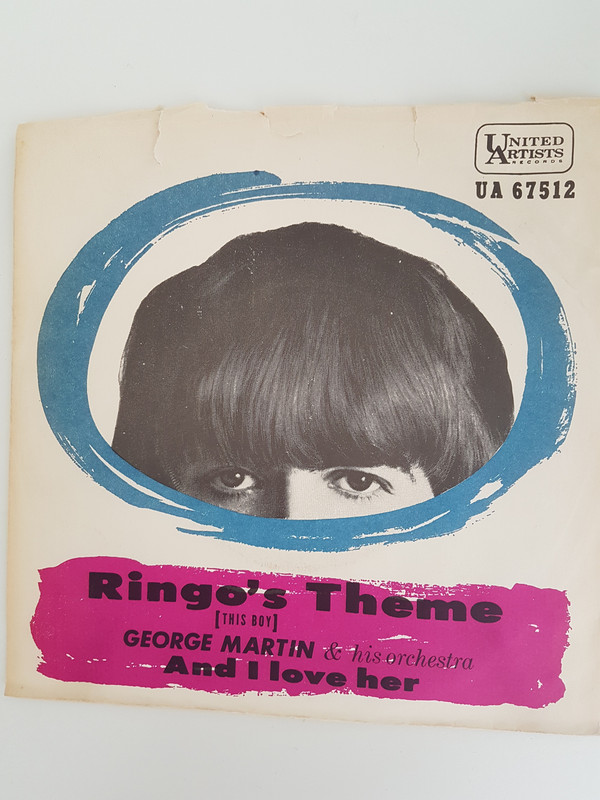 UNITED
ARTISTS
RECORDS
UA 67512
Ringo's Theme
[THIS BOY]
GEORGE MARTIN & his orchestra
And I love her